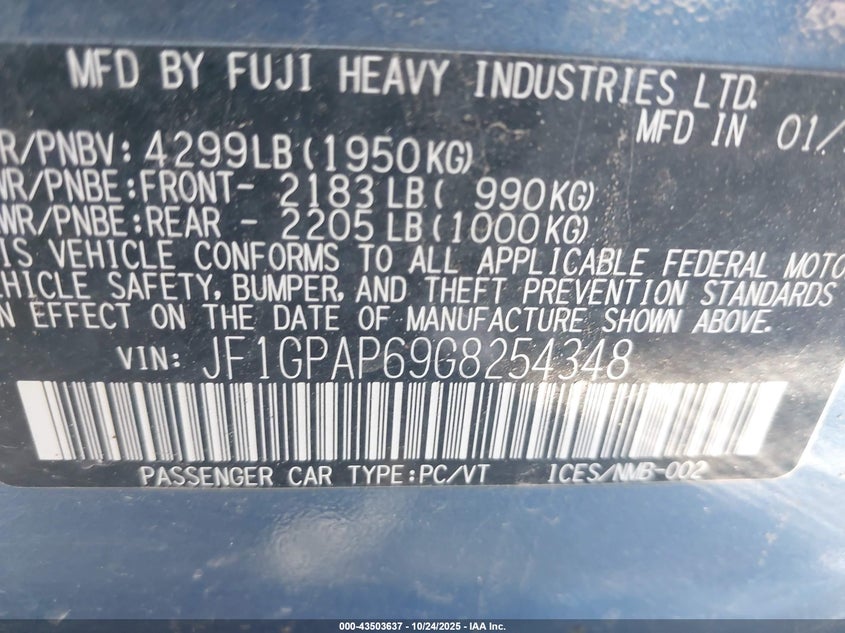 MFD BY FUJI HEAVY INDUSTRIES LTD.
MFD IN 01/
R/PNBV: 4299LB(1950KG)
WR/PNBE:FRONT- 2183 LB( 990KG)
WR/PNBE:REAR - 2205 LB(1000KG)
IS VEHICLE CONFORMS TO ALL APPLICABLE FEDERAL MOTO
EHICLE SAFETY, BUMPER, AND THEFT PREVENTION STANDARDS
N EFFECT ON THE DATE OF MANUFACTURE SHOWN ABOVE.
VIN: JF1GPAP69G8254348
PASSENGER CAR TYPE:PC/VT ICES/NMB-002
000-43503637 - 10/24/2025 - IAA Inc.